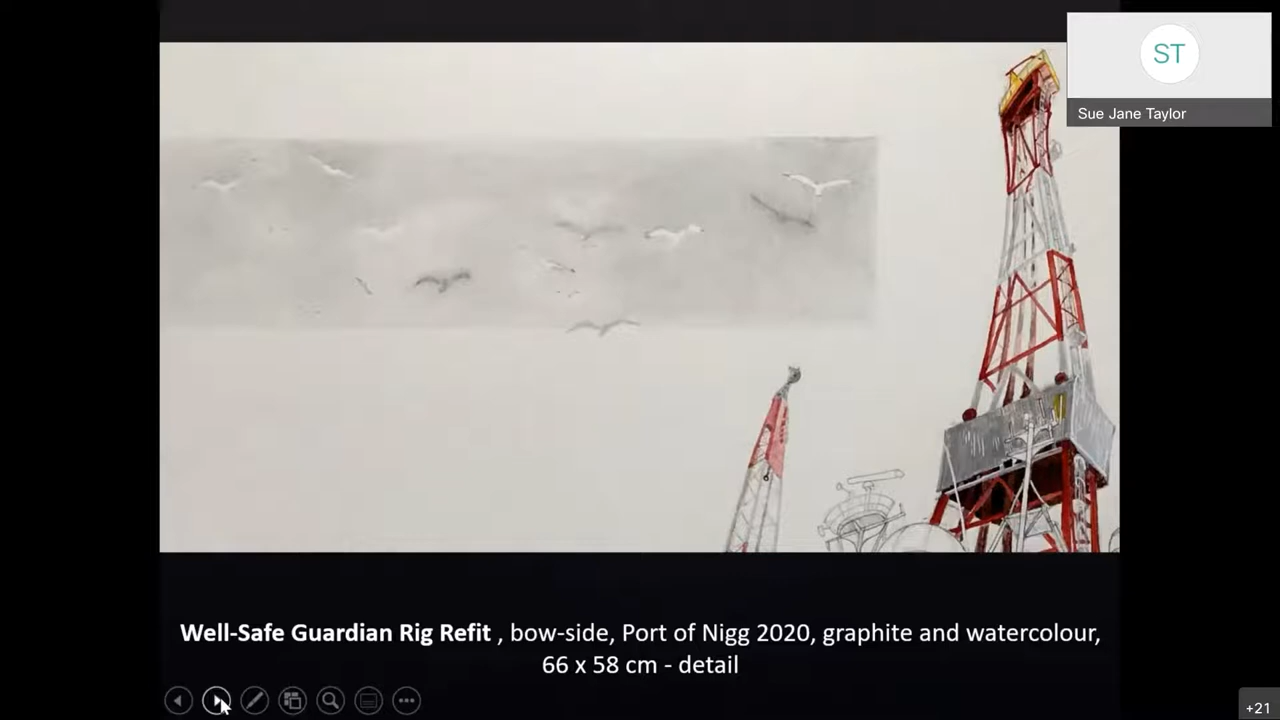 ST
Sue Jane Taylor
Well-Safe Guardian Rig Refit , bow-side, Port of Nigg 2020, graphite and watercolour,
66 x 58 cm - detail
+21